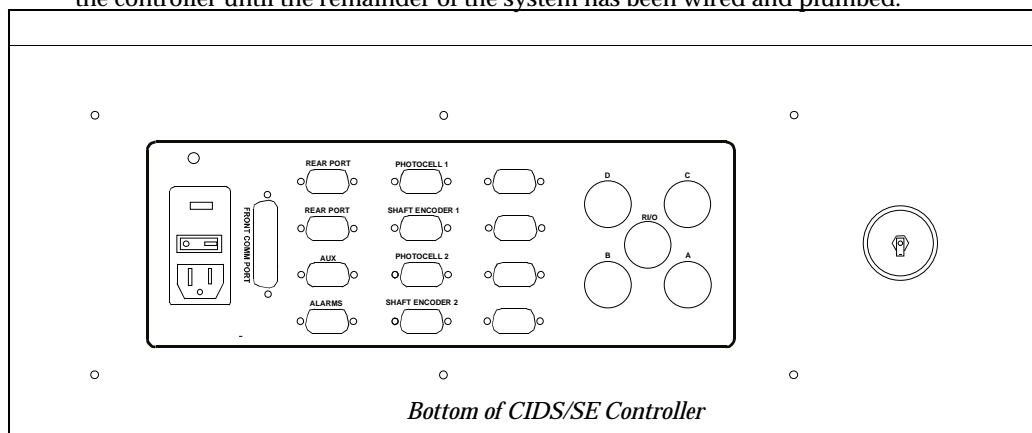 the controller until the remainder of the system has been wired and plumbed.
REAR PORT
PHOTOCELL 1
D
C
FRONT COMM PORT
REAR PORT
SHAFT ENCODER 1
RI/O
AUX
PHOTOCELL 2
B
A
ALARMS
SHAFT ENCODER 2
Bottom of CIDS/SE Controller